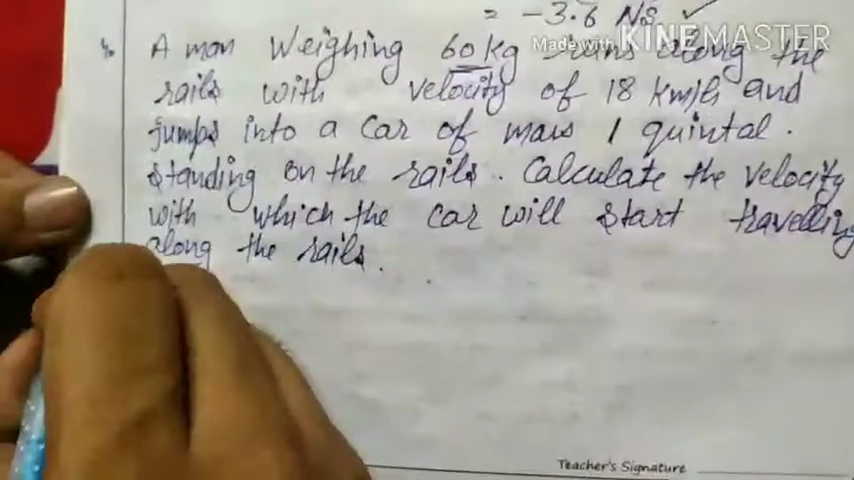 = -3.6 NS ✓
A man Weighing 60 kg runs along the
Made with KINEMASTER
rails with velocity of 18 km/h and
jumps into a Car of mass 1 quintal.
standing on the rails. Calculate the velocity
with which the car will start travelling
along the rails.
Teacher's Signature